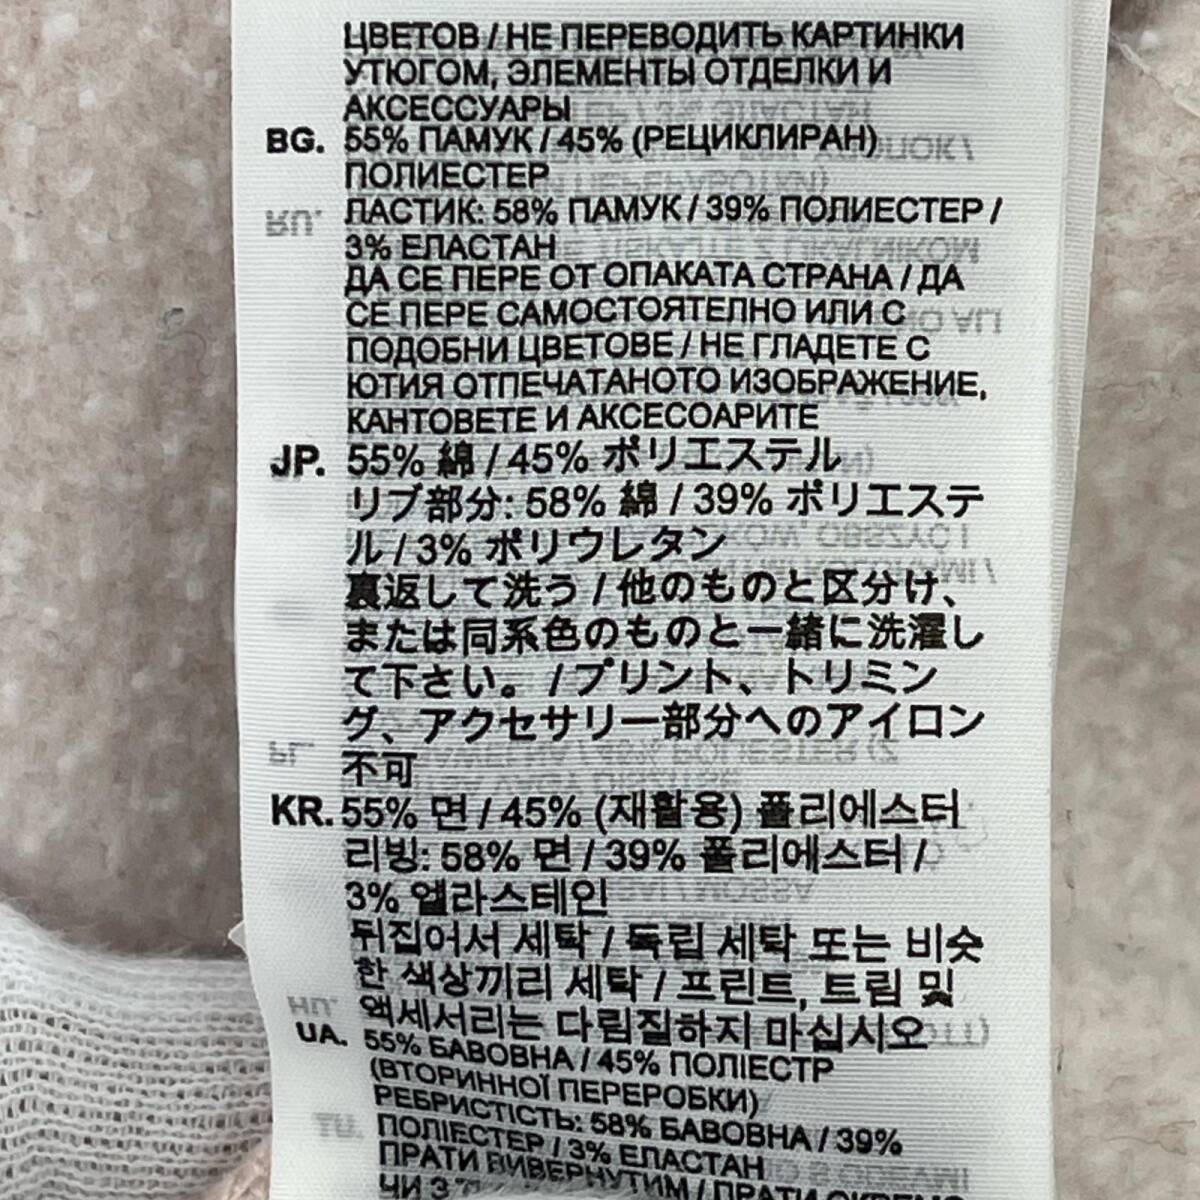 ЦВЕТОВ / НЕ ПЕРЕВОДИТЬ КАРТИНКИ
УТЮГОМ, ЭЛЕМЕНТЫ ОТДЕЛКИ И
АКСЕССУАРЫ
BG. 55% ПАМУК / 45% (РЕЦИКЛИРАН)
ПОЛИЕСТЕР
ЛАСТИК: 58% ПАМУК / 39% ПОЛИЕСТЕР /
3% ЕЛАСТАН
ДА СЕ ПЕРЕ ОТ ОПАКАТА СТРАНА / ДА
СЕ ПЕРЕ САМОСТОЯТЕЛНО ИЛИ С
ПОДОБНИ ЦВЕТОВЕ / НЕ ГЛАДЕТЕ С
ЮТИЯ ОТПЕЧАТАНОТО ИЗОБРАЖЕНИЕ,
КАНТОВЕТЕ И АКСЕСОАРИТЕ
JP. 55% 綿 / 45% ポリエステル
リブ部分: 58% 綿 / 39% ポリエステ
ル / 3% ポリウレタン
裏返して洗う / 他のものと区分け、
または同系色のものと一緒に洗濯し
て下さい。 / プリント、トリミン
グ、アクセサリー部分へのアイロン
不可
KR. 55% 면 / 45% (재활용) 폴리에스터
리빙: 58% 면 / 39% 폴리에스터 /
3% 엘라스테인
뒤집어서 세탁 / 독립 세탁 또는 비슷
한 색상끼리 세탁 / 프린트, 트림 및
액세서리는 다림질하지 마십시오
UA. 55% БАВОВНА / 45% ПОЛІЕСТР
(ВТОРИННОЇ ПЕРЕРОБКИ)
РЕБРИСТІСТЬ: 58% БАВОВНА / 39%
ПОЛІЕСТЕР / 3% ЕЛАСТАН
ПРАТИ ВИВЕРНУТИМ / ПРАТИ ОКРЕМО
ЧИ З